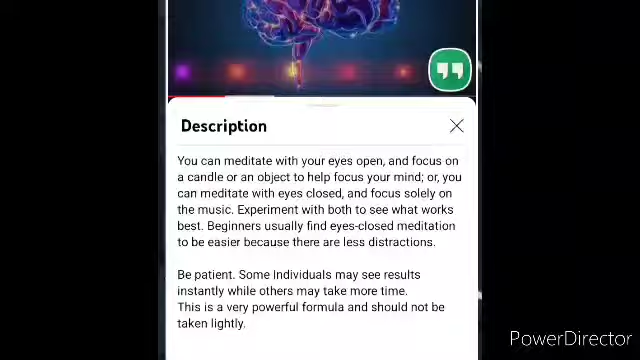 Description
You can meditate with your eyes open, and focus on
a candle or an object to help focus your mind; or, you
can meditate with eyes closed, and focus solely on
the music. Experiment with both to see what works
best. Beginners usually find eyes-closed meditation
to be easier because there are less distractions.
Be patient. Some Individuals may see results
instantly while others may take more time.
This is a very powerful formula and should not be
taken lightly.
PowerDirector